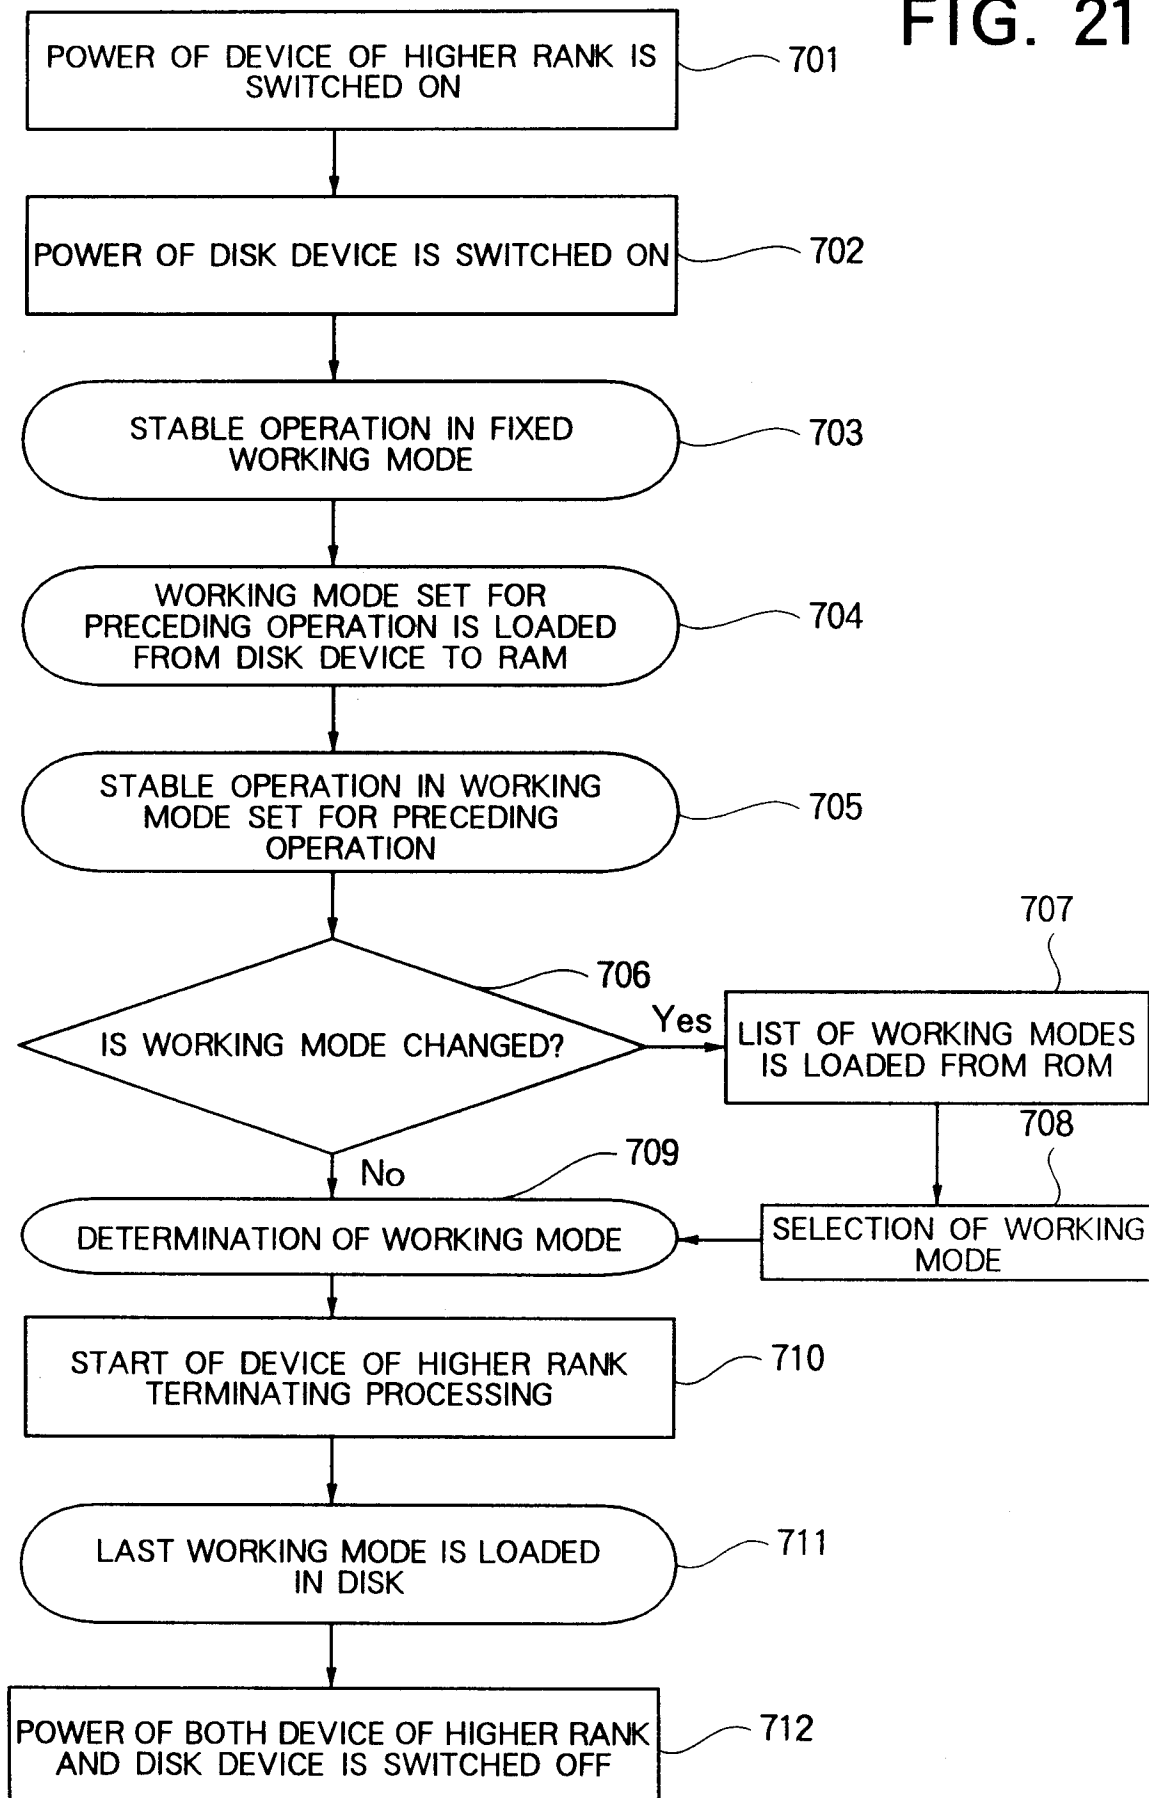 FIG. 21
POWER OF DEVICE OF HIGHER RANK IS
SWITCHED ON
701
POWER OF DISK DEVICE IS SWITCHED ON
702
STABLE OPERATION IN FIXED
WORKING MODE
703
WORKING MODE SET FOR
PRECEDING OPERATION IS LOADED
FROM DISK DEVICE TO RAM
704
STABLE OPERATION IN WORKING
MODE SET FOR PRECEDING
OPERATION
705
IS WORKING MODE CHANGED?
706
Yes
707
LIST OF WORKING MODES
IS LOADED FROM ROM
708
SELECTION OF WORKING
MODE
No
709
DETERMINATION OF WORKING MODE
START OF DEVICE OF HIGHER RANK
TERMINATING PROCESSING
710
LAST WORKING MODE IS LOADED
IN DISK
711
POWER OF BOTH DEVICE OF HIGHER RANK
AND DISK DEVICE IS SWITCHED OFF
712